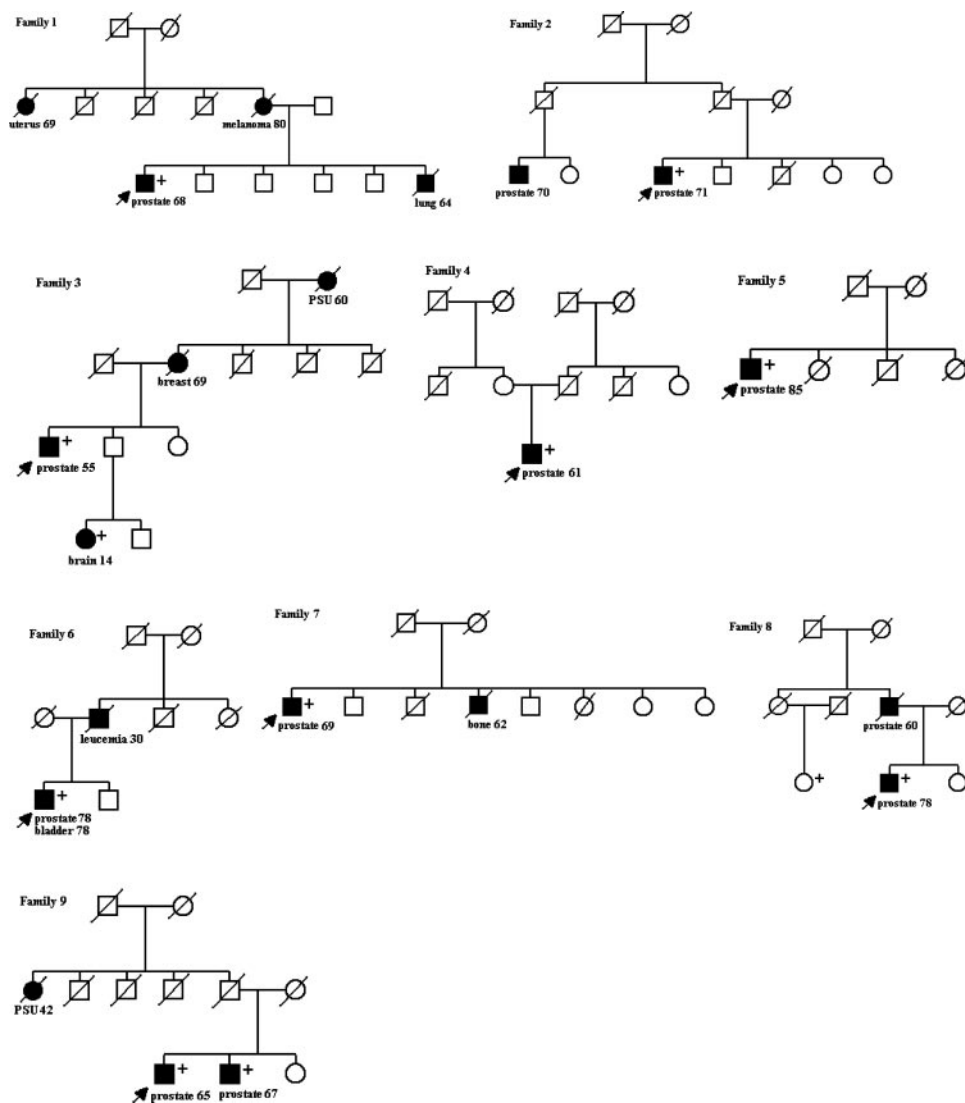 Family 1
uterus 69
melanoma 80
+
prostate 68
lung 64
Family 2
prostate 70
+
prostate 71
Family 3
PSU 60
breast 69
+
prostate 55
+
brain 14
Family 4
+
prostate 61
Family 5
+
prostate 85
Family 6
leucemia 30
+
prostate 78
bladder 78
Family 7
+
prostate 69
bone 62
Family 8
prostate 60
+
+
prostate 78
Family 9
PSU 42
+
prostate 65
+
prostate 67